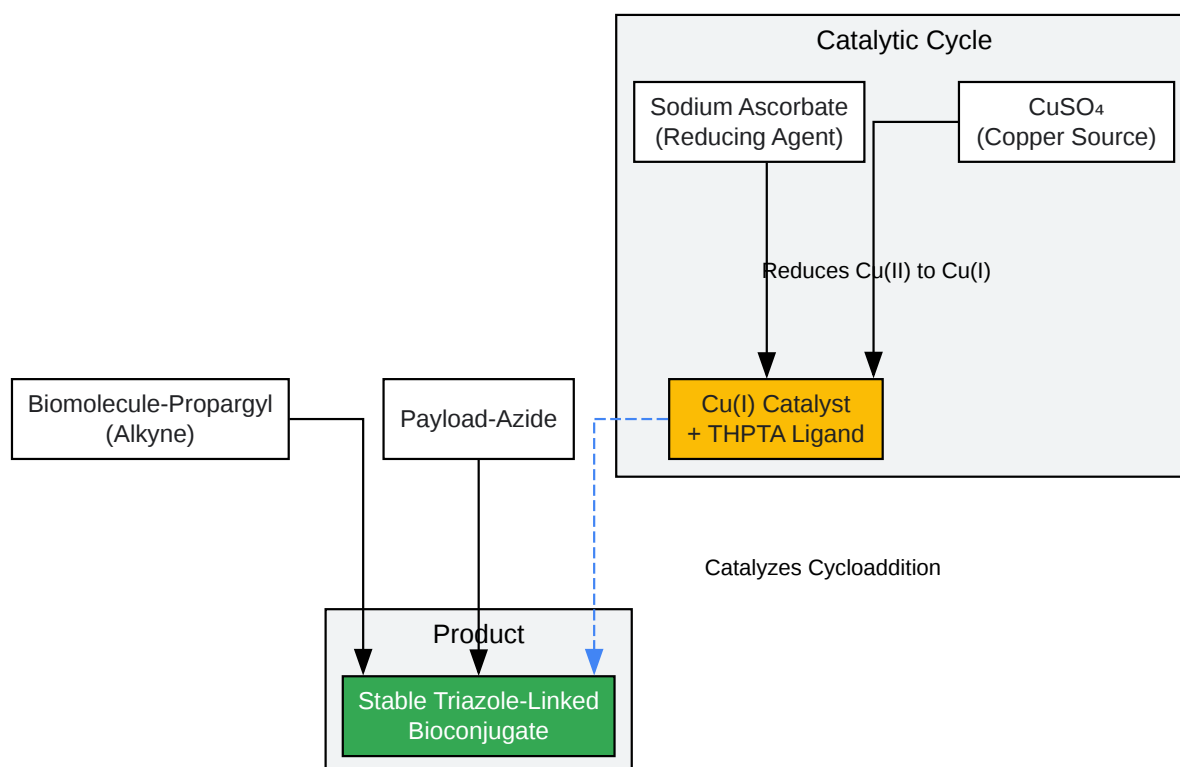 Catalytic Cycle
Sodium Ascorbate
(Reducing Agent)
CuSO₄
(Copper Source)
Reduces Cu(II) to Cu(I)
Biomolecule-Propargyl
(Alkyne)
Payload-Azide
Cu(I) Catalyst
+ THPTA Ligand
Catalyzes Cycloaddition
Product
Stable Triazole-Linked
Bioconjugate